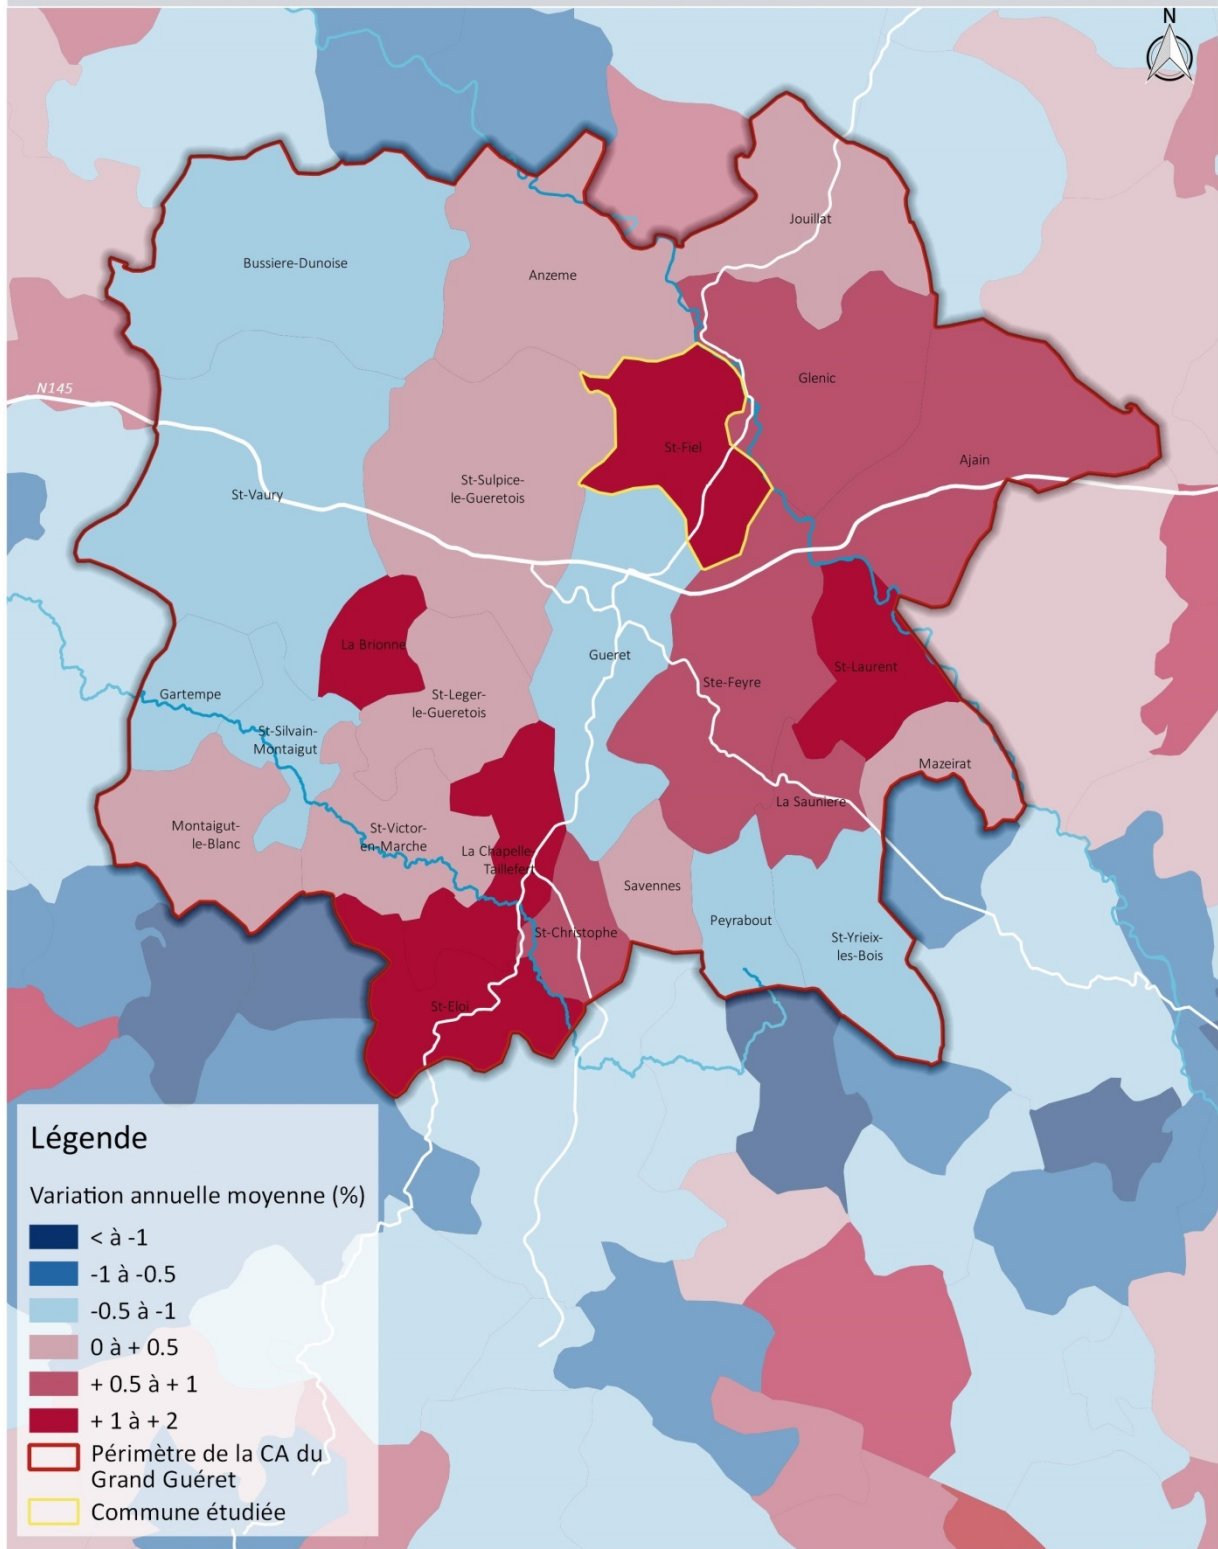 N
Jouillat
Bussiere-Dunoise
Anzeme
Glenic
N145
St-Fiel
Ajain
St-Sulpice-
le-Gueretois
St-Vaury
La Brionne
Gueret
St-Laurent
Ste-Feyre
Gartempe
St-Leger-
le-Gueretois
St-Silvain-
Montaigut
Mazeirat
La Sauniere
Montaigut-
le-Blanc
St-Victor-
en-Marche
La Chapelle-
Taillefert
Savennes
Peyrabout
St-Christophe
St-Yrieix-
les-Bois
St-Eloi
Légende
Variation annuelle moyenne (%)
< à -1
-1 à -0.5
-0.5 à -1
0 à + 0.5
+ 0.5 à + 1
+ 1 à + 2
Périmètre de la CA du
Grand Guéret
Commune étudiée